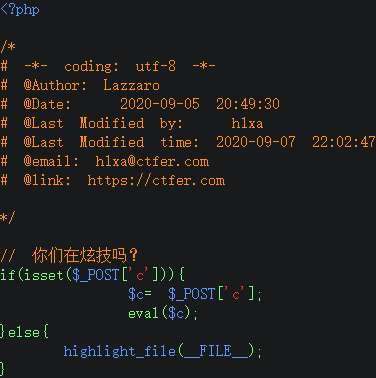 <?php
/*
# -*- coding: utf-8 -*-
# @Author: Lazzaro
# @Date:   2020-09-05 20:49:30
# @Last Modified by:   h1xa
# @Last Modified time: 2020-09-07 22:02:47
# @email: h1xa@ctfer.com
# @link: https://ctfer.com
*/
// 你们在炫技吗？
if(isset($_POST['c'])){
        $c= $_POST['c'];
        eval($c);
}else{
    highlight_file(__FILE__);
}